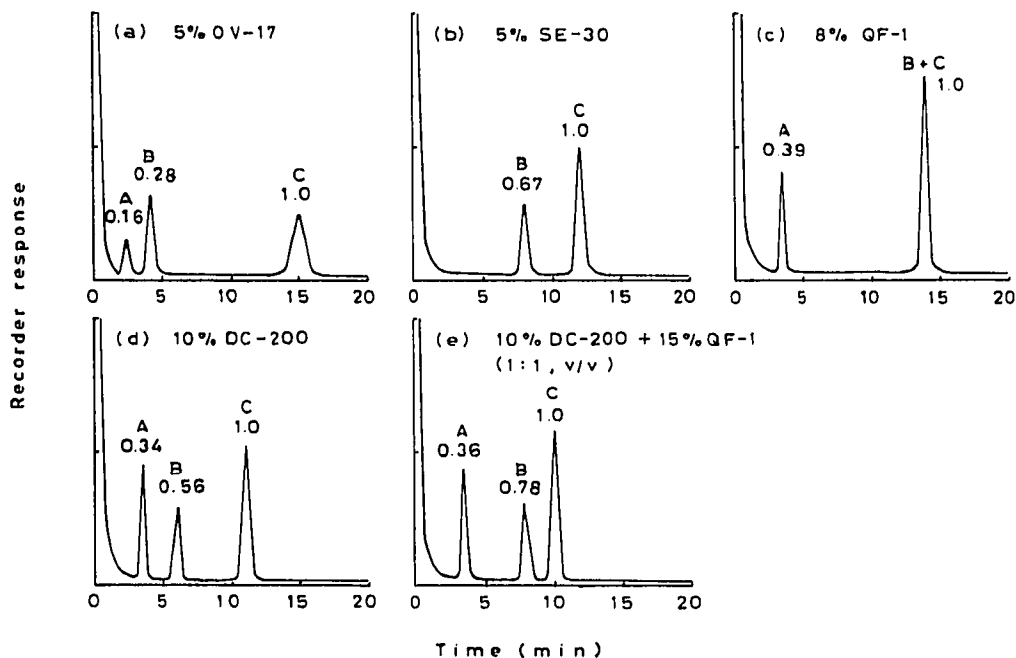 (a) 5% OV-17
A
0.16
B
0.28
C
1.0
0 5 10 15 20
(b) 5% SE-30
B
0.67
C
1.0
0 5 10 15 20
(c) 8% QF-1
A
0.39
B + C
1.0
0 5 10 15 20
Recorder response
(d) 10% DC-200
A
0.34
B
0.56
C
1.0
0 5 10 15 20
(e) 10% DC-200 + 15% QF-1
(1:1, v/v)
A
0.36
B
0.78
C
1.0
0 5 10 15 20
Time (min)